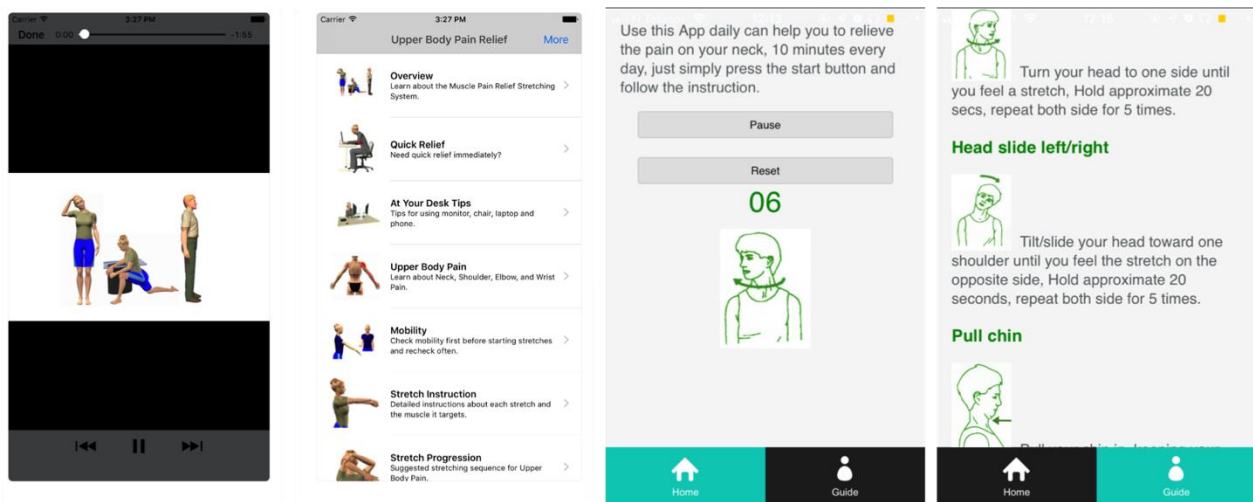 Carrier 3:27 PM
Done 0:00 -1:55
Carrier 3:27 PM
Upper Body Pain Relief More
Overview
Learn about the Muscle Pain Relief Stretching
System.
Quick Relief
Need quick relief immediately?
At Your Desk Tips
Tips for using monitor, chair, laptop and
phone.
Upper Body Pain
Learn about Neck, Shoulder, Elbow, and Wrist
Pain.
Mobility
Check mobility first before starting stretches
and recheck often.
Stretch Instruction
Detailed instructions about each stretch and
the muscle it targets.
Stretch Progression
Suggested stretching sequence for Upper
Body Pain.
Use this App daily can help you to relieve
the pain on your neck, 10 minutes every
day, just simply press the start button and
follow the instruction.
Pause
Reset
06
Home Guide
Turn your head to one side until
you feel a stretch, Hold approximate 20
secs, repeat both side for 5 times.
Head slide left/right
Tilt/slide your head toward one
shoulder until you feel the stretch on the
opposite side, Hold approximate 20
seconds, repeat both side for 5 times.
Pull chin
Home Guide